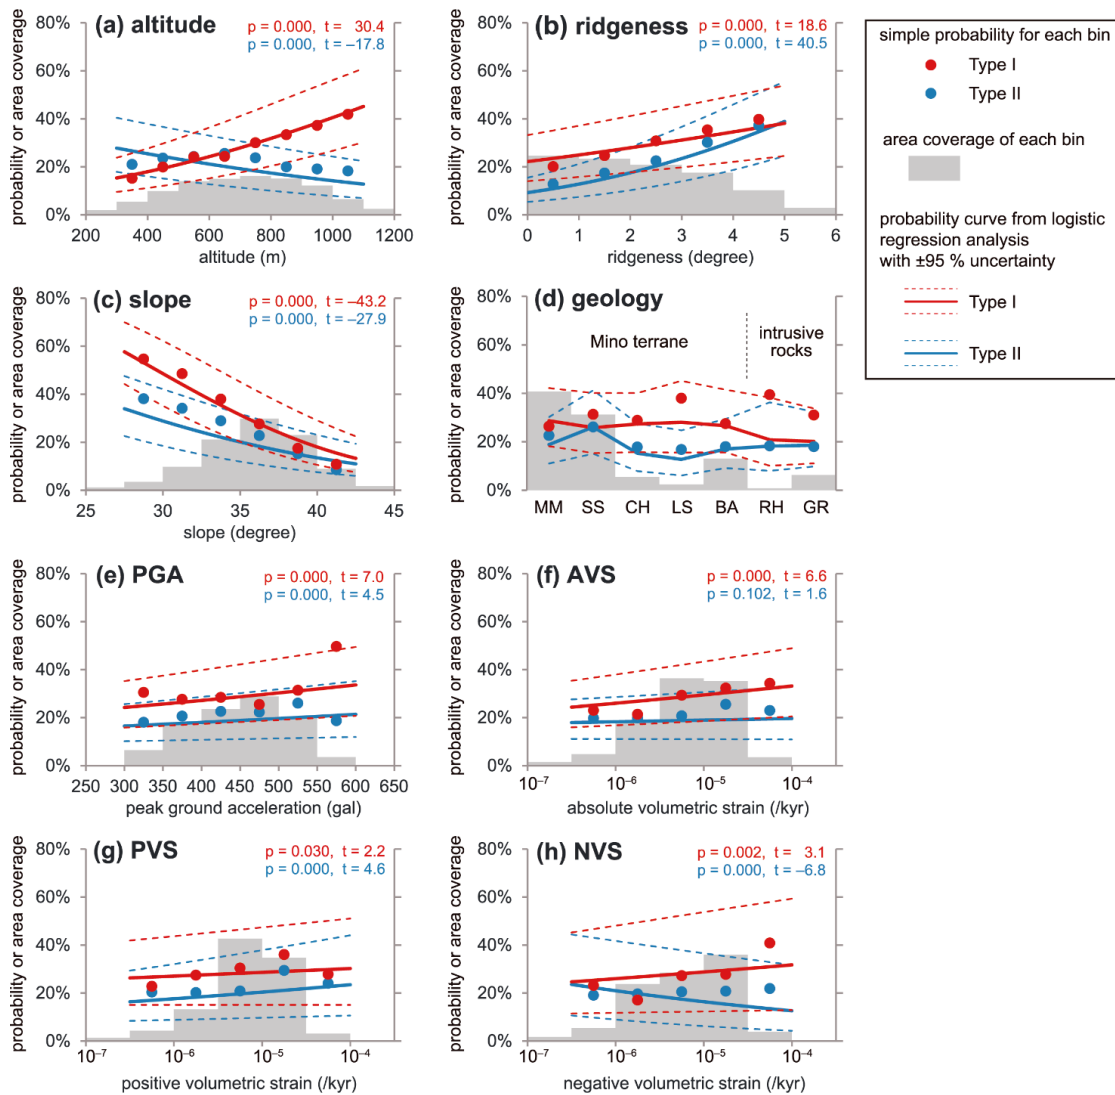 (a) altitude
p = 0.000, t = 30.4
p = 0.000, t = –17.8
probability or area coverage
80%
60%
40%
20%
0%
200 400 600 800 1000 1200
altitude (m)
(b) ridgeness
p = 0.000, t = 18.6
p = 0.000, t = 40.5
probability or area coverage
80%
60%
40%
20%
0%
0 1 2 3 4 5 6
ridgeness (degree)
simple probability for each bin
Type I
Type II
area coverage of each bin
probability curve from logistic
regression analysis
with ±95 % uncertainty
Type I
Type II
(c) slope
p = 0.000, t = –43.2
p = 0.000, t = –27.9
probability or area coverage
80%
60%
40%
20%
0%
25 30 35 40 45
slope (degree)
(d) geology
Mino terrane
intrusive
rocks
probability or area coverage
80%
60%
40%
20%
0%
MM SS CH LS BA RH GR
(e) PGA
p = 0.000, t = 7.0
p = 0.000, t = 4.5
probability or area coverage
80%
60%
40%
20%
0%
250 300 350 400 450 500 550 600 650
peak ground acceleration (gal)
(f) AVS
p = 0.000, t = 6.6
p = 0.102, t = 1.6
probability or area coverage
80%
60%
40%
20%
0%
10⁻⁷ 10⁻⁶ 10⁻⁵ 10⁻⁴
absolute volumetric strain (/kyr)
(g) PVS
p = 0.030, t = 2.2
p = 0.000, t = 4.6
probability or area coverage
80%
60%
40%
20%
0%
10⁻⁷ 10⁻⁶ 10⁻⁵ 10⁻⁴
positive volumetric strain (/kyr)
(h) NVS
p = 0.002, t = 3.1
p = 0.000, t = –6.8
probability or area coverage
80%
60%
40%
20%
0%
10⁻⁷ 10⁻⁶ 10⁻⁵ 10⁻⁴
negative volumetric strain (/kyr)